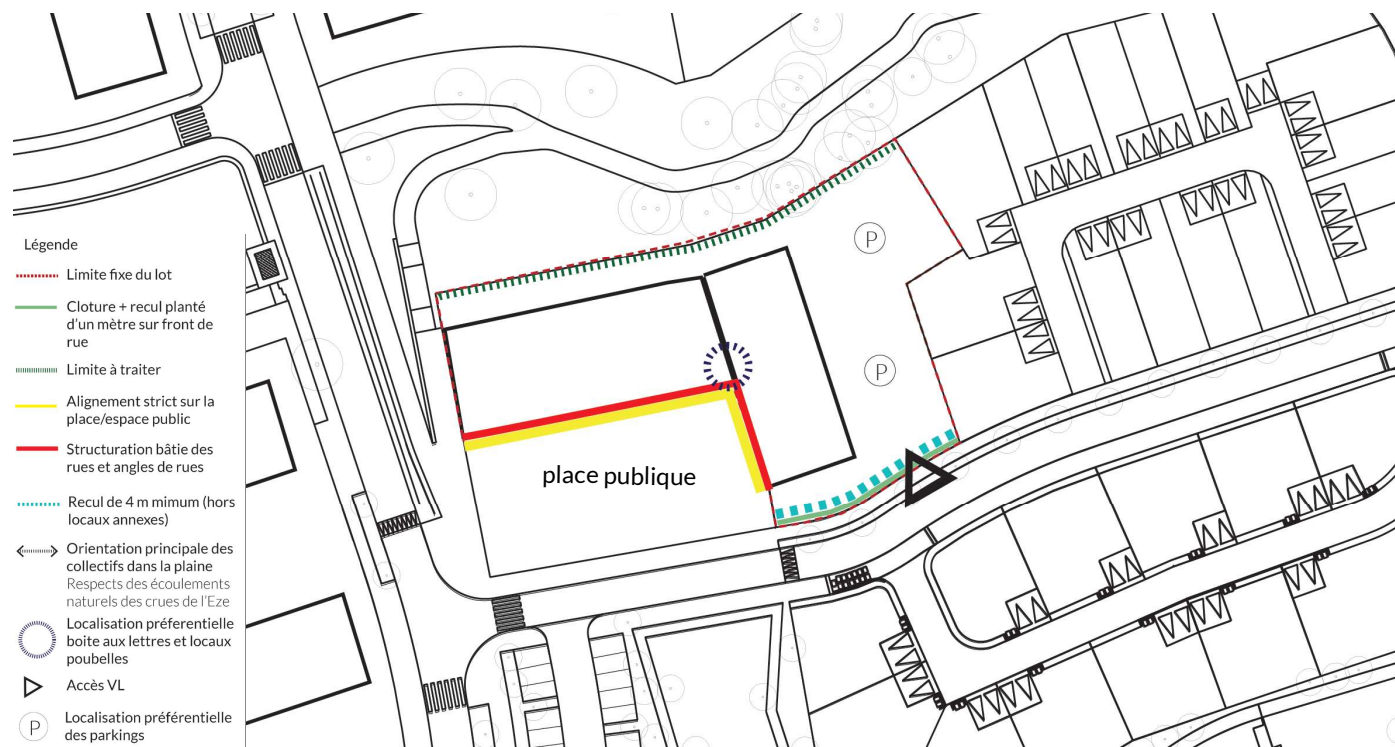 Légende
Limite fixe du lot
Cloture + recul planté
d'un mètre sur front de
rue
Limite à traiter
Alignement strict sur la
place/espace public
Structuration bâtie des
rues et angles de rues
Recul de 4 m mimum (hors
locaux annexes)
Orientation principale des
collectifs dans la plaine
Respects des écoulements
naturels des crues de l'Eze
Localisation préferentielle
boite aux lettres et locaux
poubelles
Accès VL
P
Localisation préférentielle
des parkings
P
P
place publique